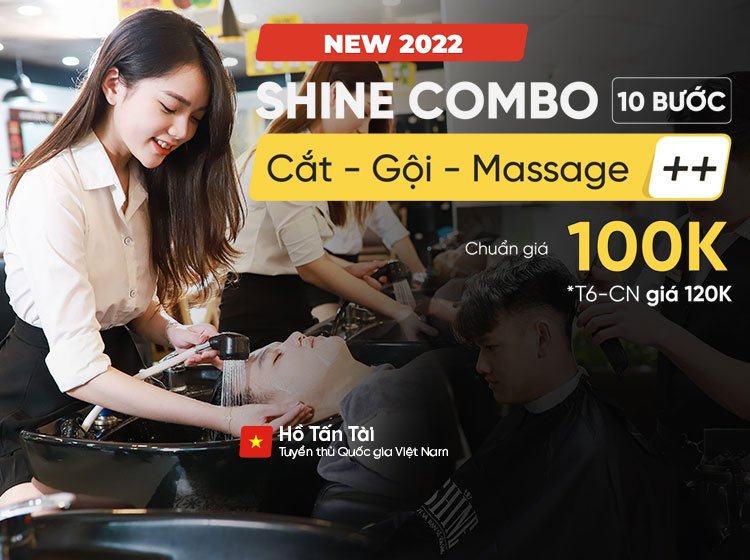 NEW 2022
SHINE COMBO 10 BƯỚC
Cắt - Gội - Massage ++
Chuẩn giá 100K
*T6-CN giá 120K
Hồ Tấn Tài
Tuyển thủ Quốc gia Việt Nam
SHINE